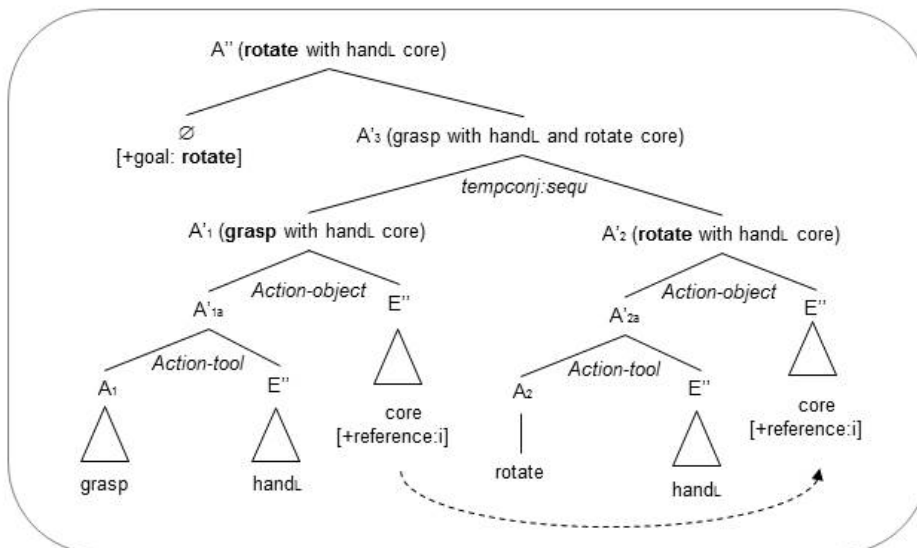 A'' (rotate with handL core)
∅
[+goal: rotate]
A'3 (grasp with handL and rotate core)
tempconj:sequ
A'1 (grasp with handL core)
A'2 (rotate with handL core)
Action-object
E''
Action-object
E''
A'1a
A'2a
Action-tool
Action-tool
A1
E''
A2
E''
core
[+reference:i]
core
[+reference:i]
grasp
handL
rotate
handL